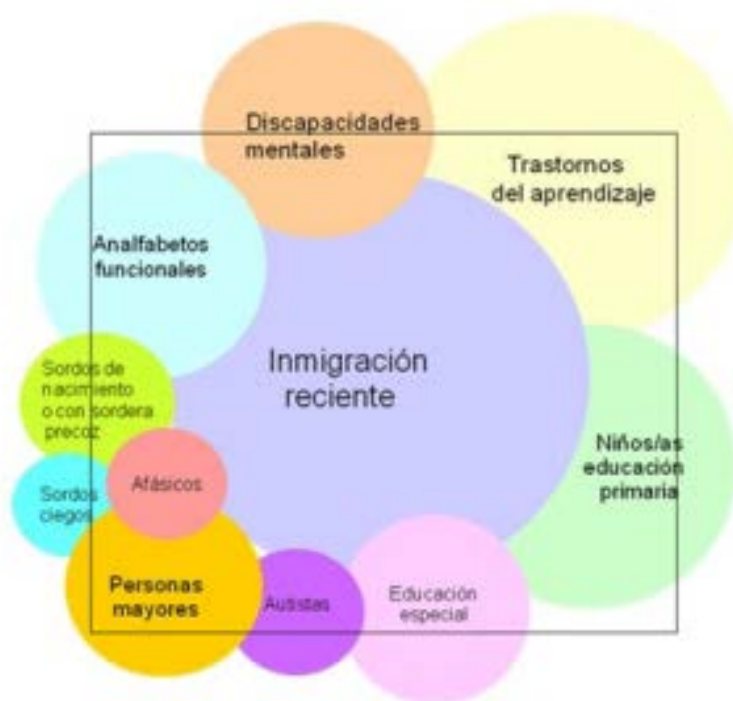 Discapacidades
mentales
Trastornos
del aprendizaje
Analfabetos
funcionales
Inmigración
reciente
Sordos de
nacimiento
o con sordera
precoz
Niños/as
educación
primaria
Afásicos
Sordos
ciegos
Personas
mayores
Autistas
Educación
especial